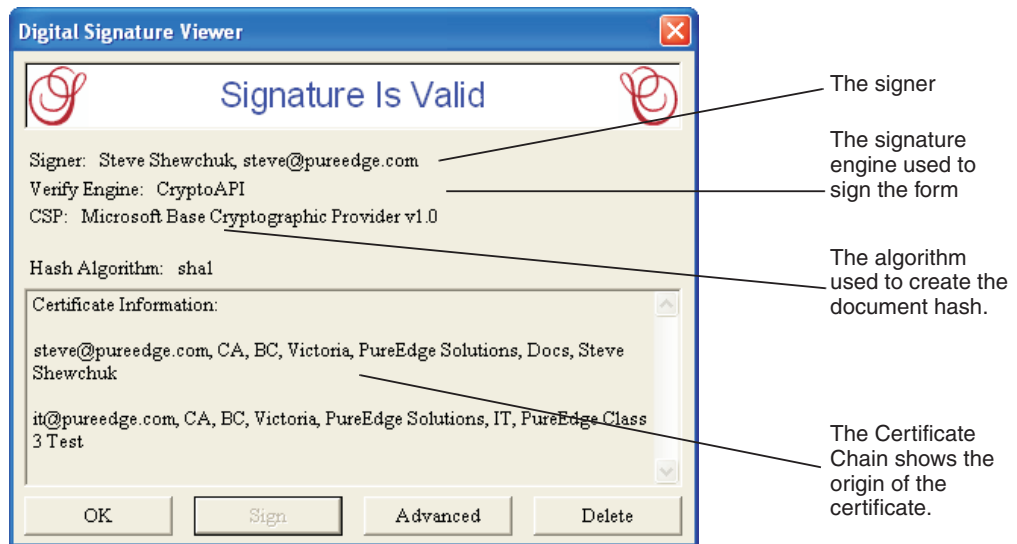 Digital Signature Viewer
Signature Is Valid
Signer: Steve Shewchuk, steve@pureedge.com
Verify Engine: CryptoAPI
CSP: Microsoft Base Cryptographic Provider v1.0
Hash Algorithm: sha1
Certificate Information:
steve@pureedge.com, CA, BC, Victoria, PureEdge Solutions, Docs, Steve
Shewchuk
it@pureedge.com, CA, BC, Victoria, PureEdge Solutions, IT, PureEdge Class
3 Test
OK
Sign
Advanced
Delete
The signer
The signature
engine used to
sign the form
The algorithm
used to create the
document hash.
The Certificate
Chain shows the
origin of the
certificate.